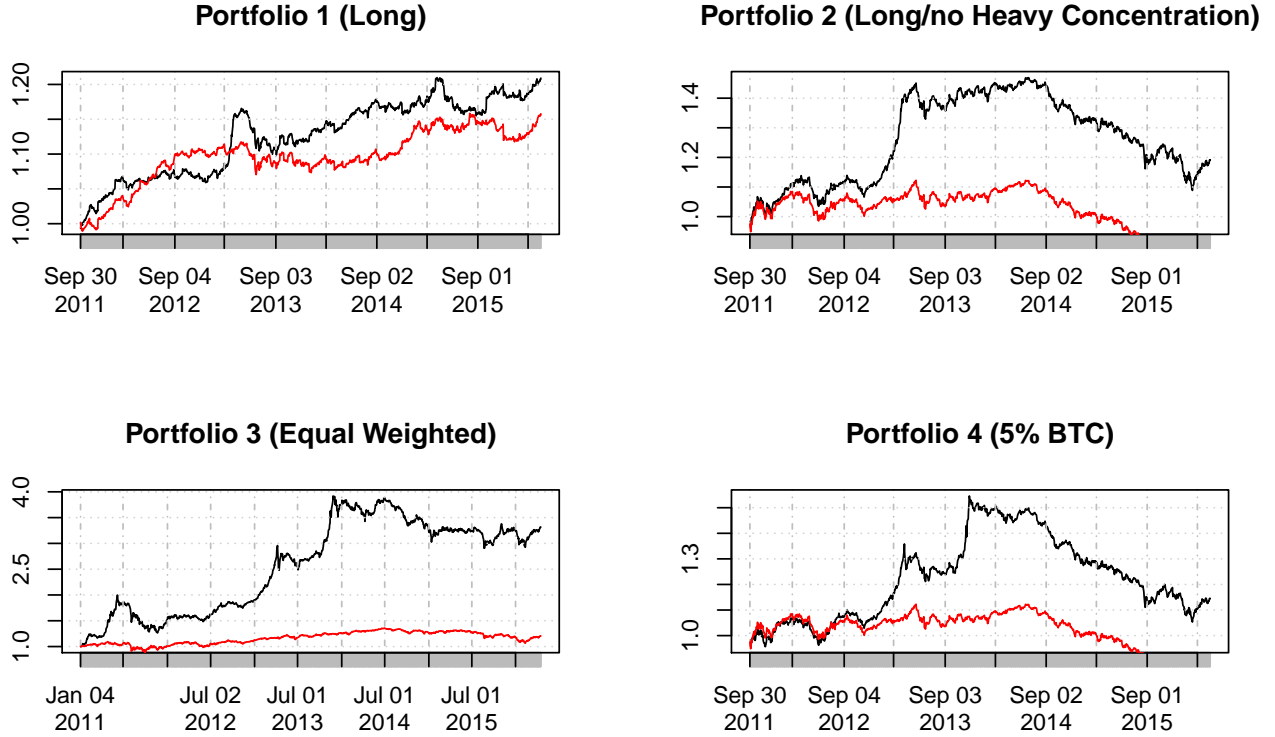 Portfolio 1 (Long)
1.00 1.10 1.20
Sep 30 Sep 04 Sep 03 Sep 02 Sep 01
2011 2012 2013 2014 2015
Portfolio 2 (Long/no Heavy Concentration)
1.0 1.2 1.4
Sep 30 Sep 04 Sep 03 Sep 02 Sep 01
2011 2012 2013 2014 2015
Portfolio 3 (Equal Weighted)
1.0 2.5 4.0
Jan 04 Jul 02 Jul 01 Jul 01 Jul 01
2011 2012 2013 2014 2015
Portfolio 4 (5% BTC)
1.0 1.3
Sep 30 Sep 04 Sep 03 Sep 02 Sep 01
2011 2012 2013 2014 2015